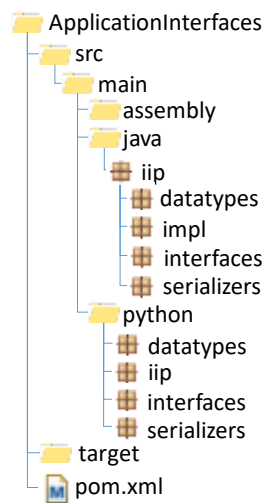 ApplicationInterfaces
src
main
assembly
java
iip
datatypes
impl
interfaces
serializers
python
datatypes
iip
interfaces
serializers
target
M pom.xml